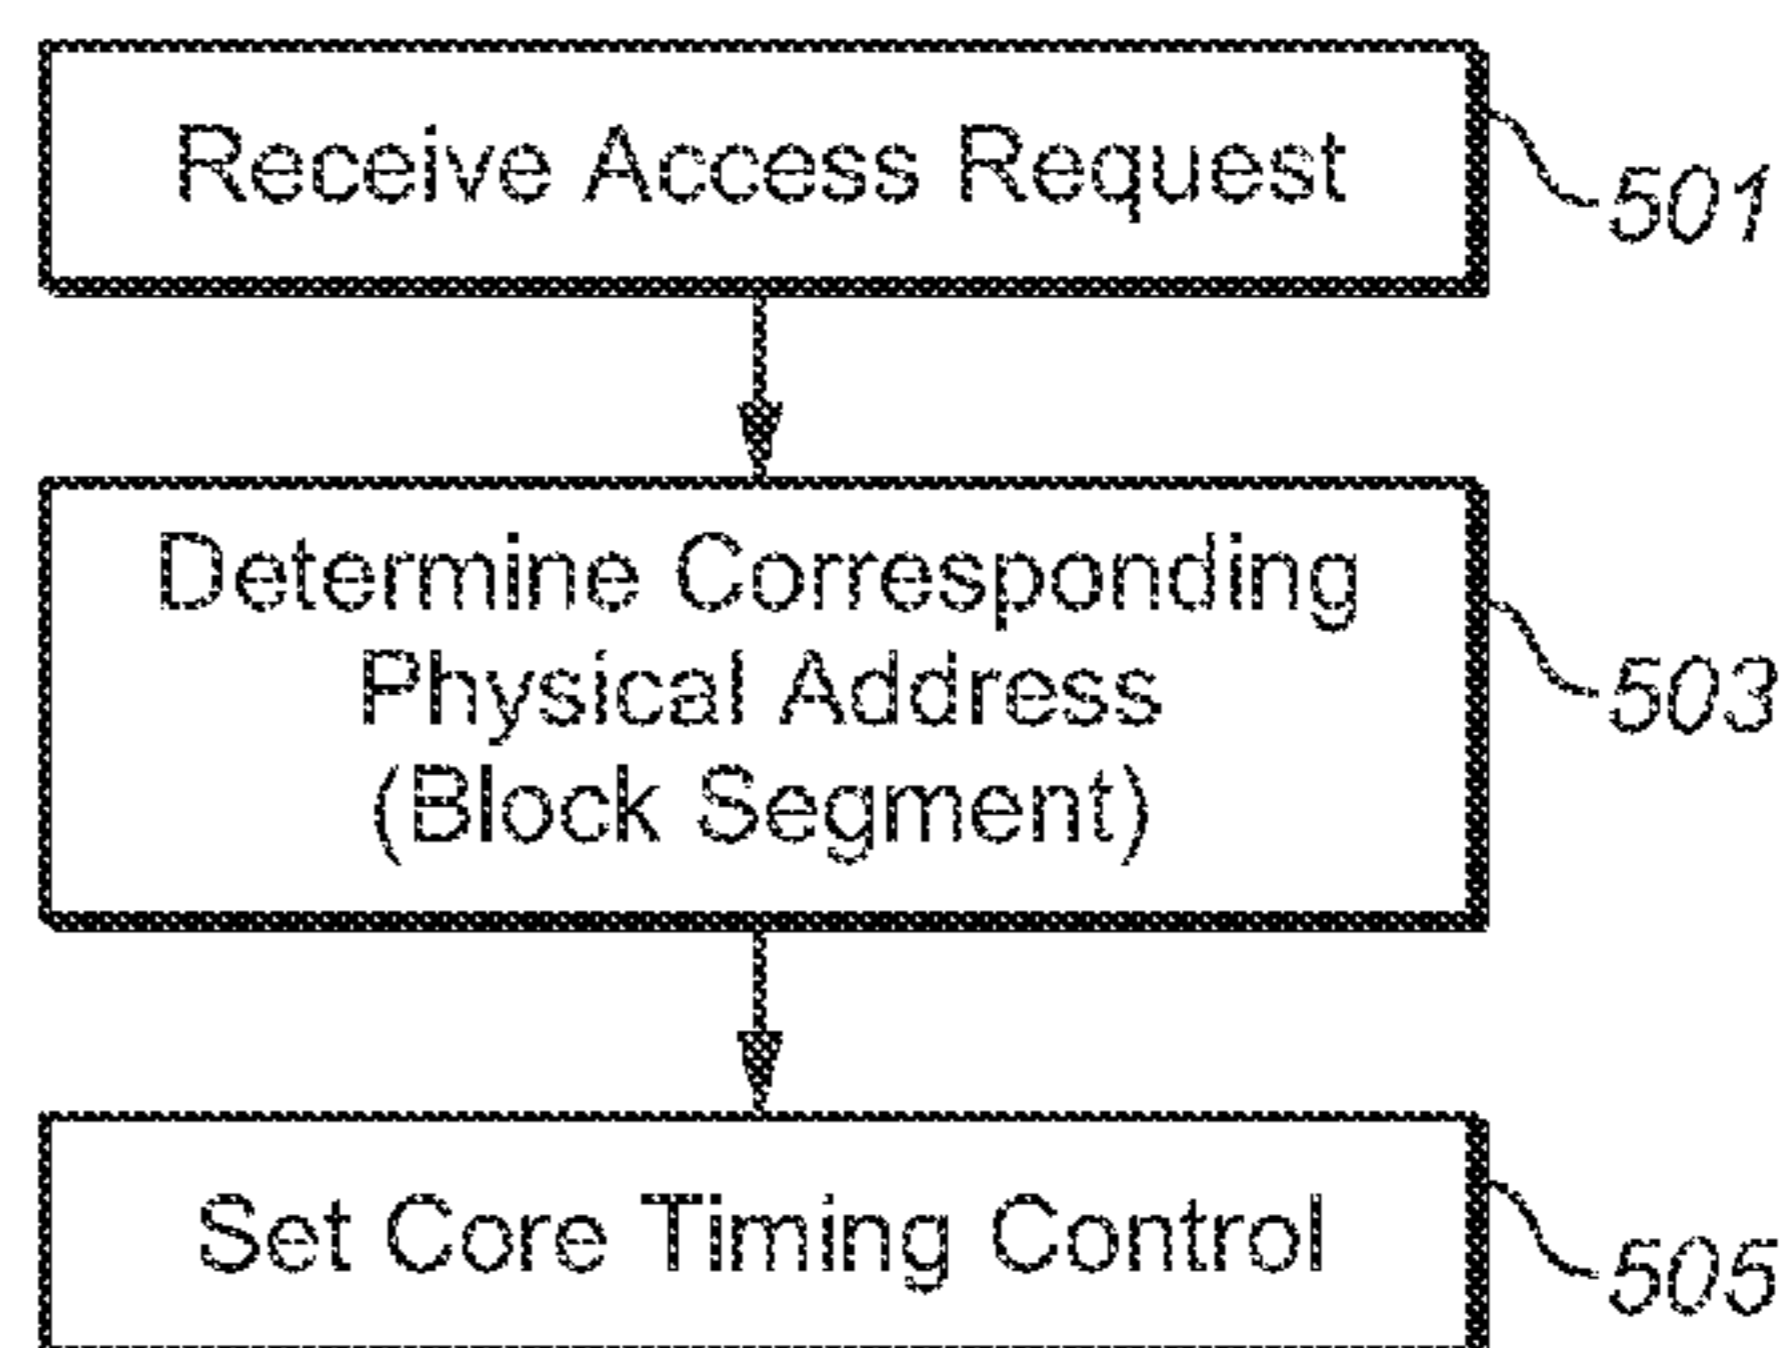 Receive Access Request
501
Determine Corresponding
Physical Address
(Block Segment)
503
Set Core Timing Control
505